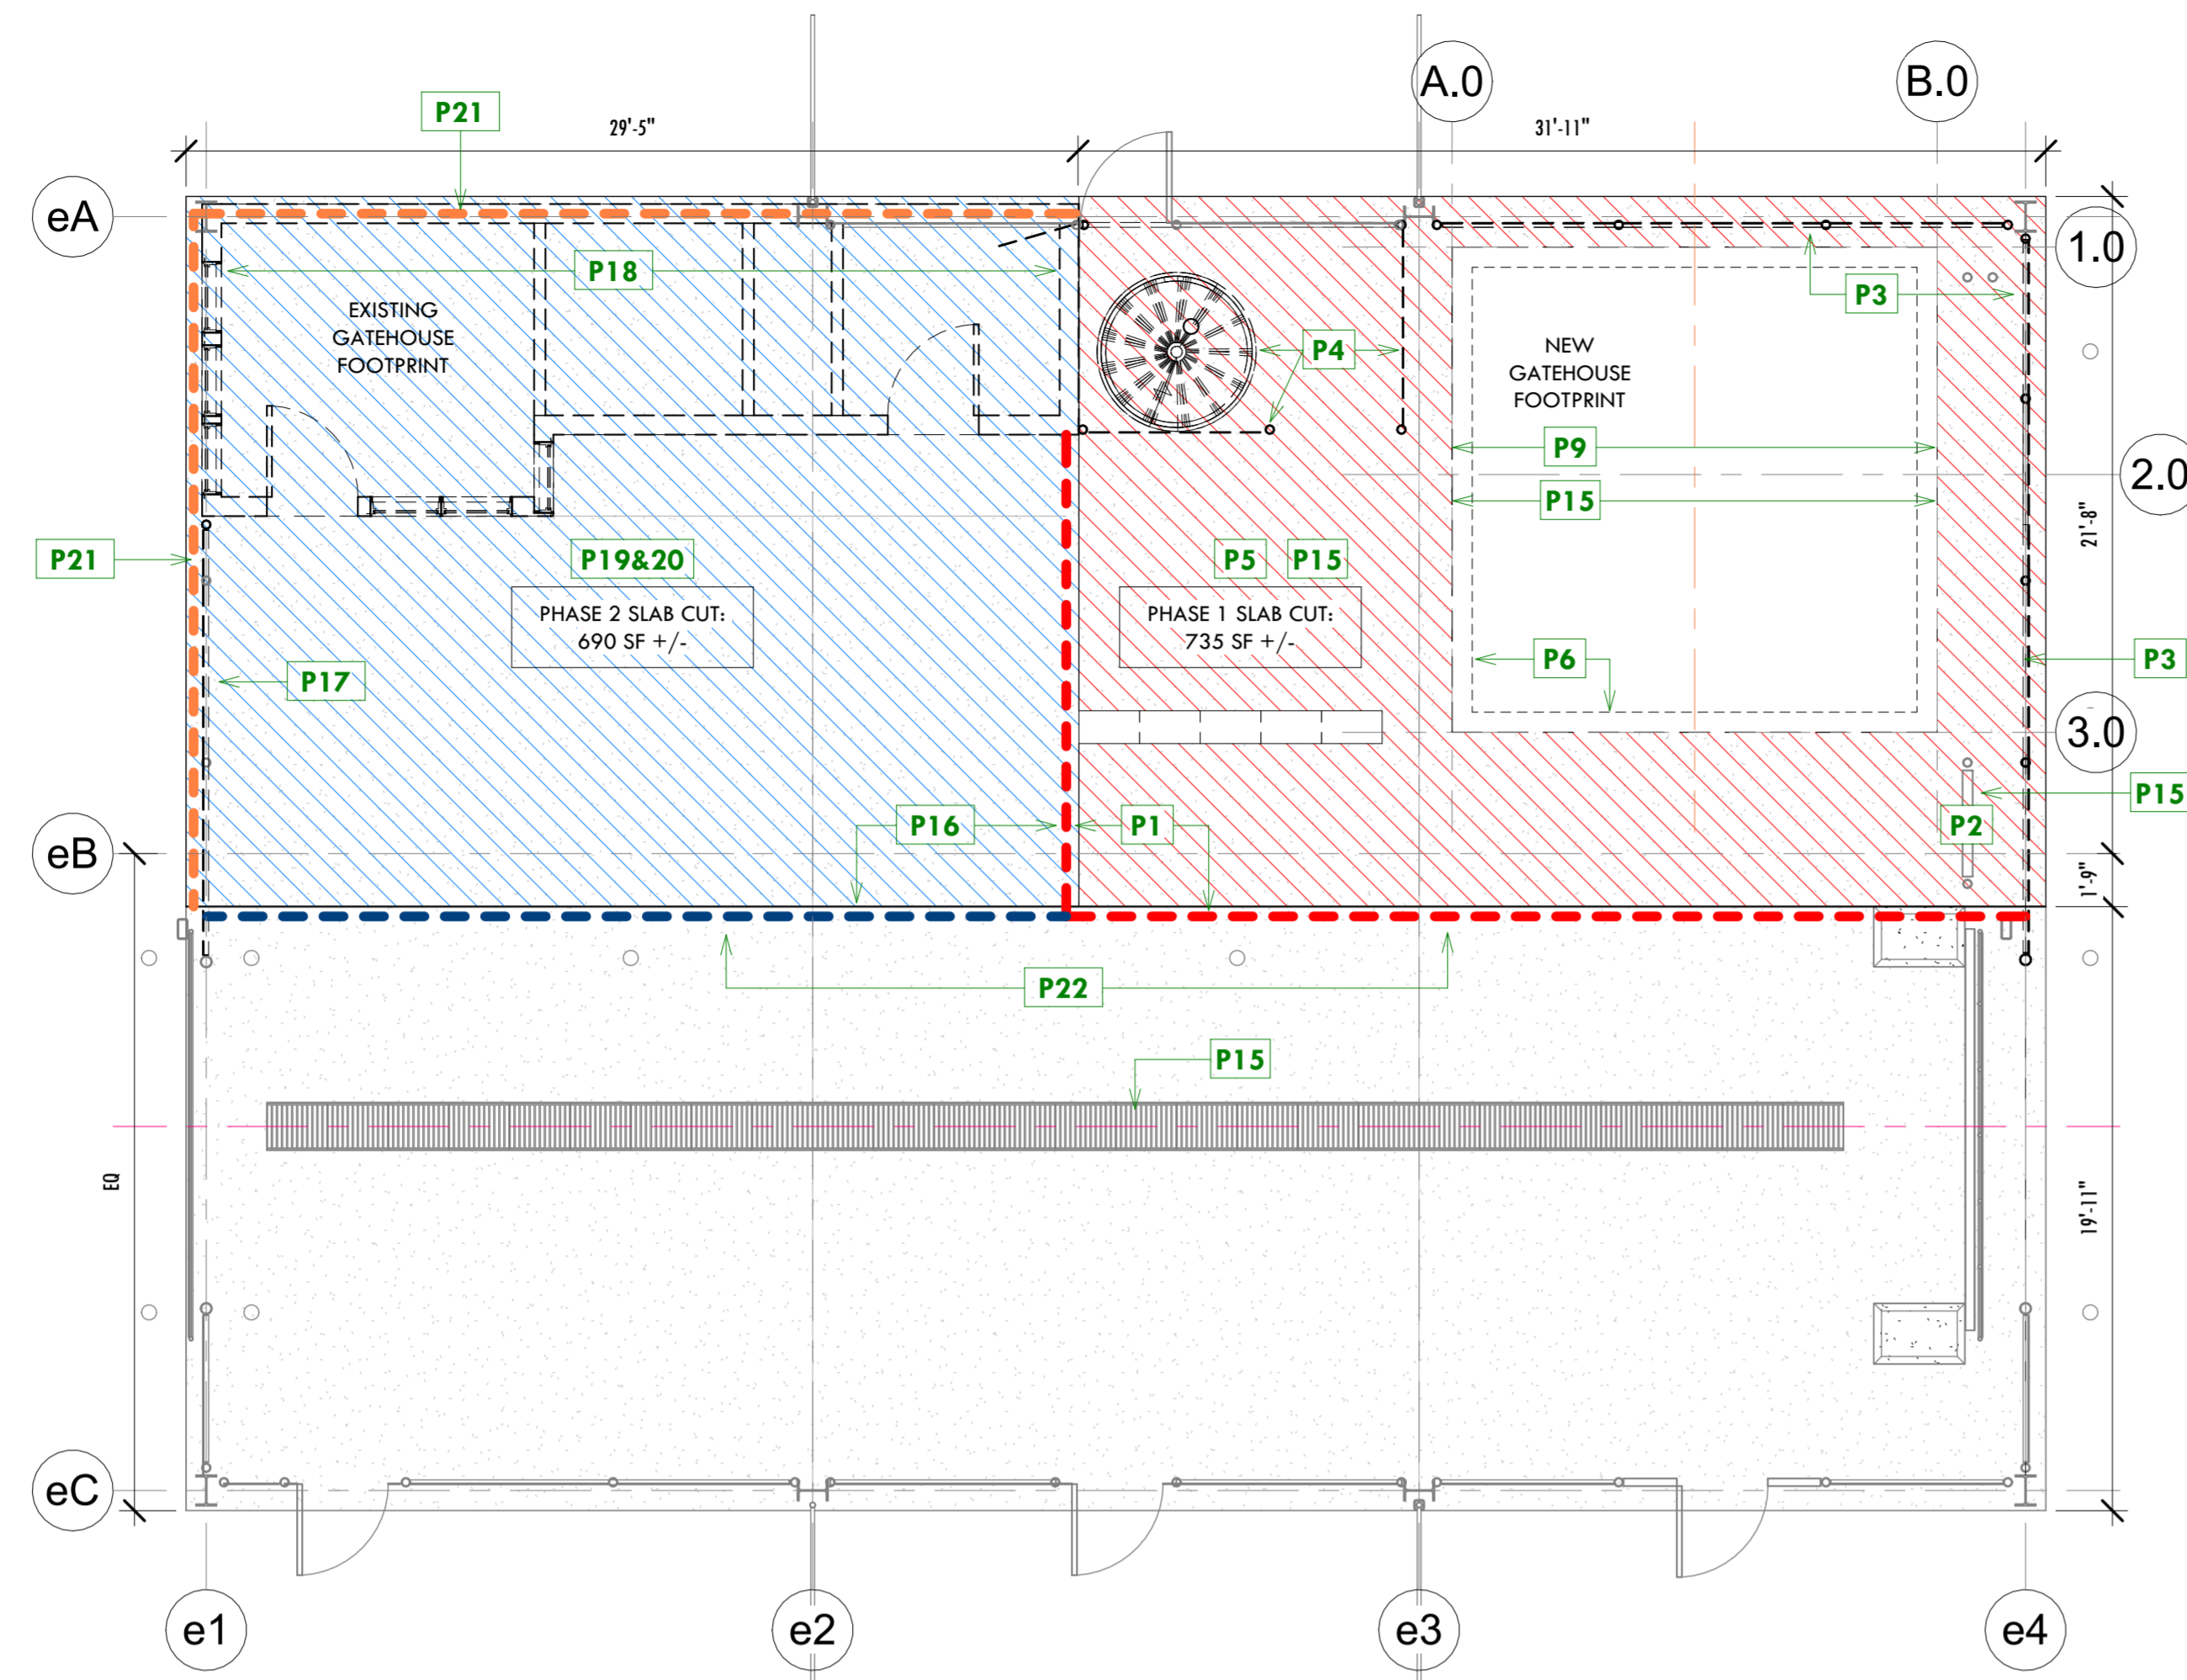 A.0
B.0
P21
29'-5"
31'-11"
eA
1.0
P18
P3
EXISTING
GATEHOUSE
FOOTPRINT
P4
NEW
GATEHOUSE
FOOTPRINT
P9
2.0
P15
21'-8"
P21
P19&20
P5
P15
PHASE 2 SLAB CUT:
690 SF +/-
PHASE 1 SLAB CUT:
735 SF +/-
P6
P3
P17
3.0
P15
P16
P1
P2
eB
1'-9"
P22
P15
EQ
19'-11"
eC
e1
e2
e3
e4